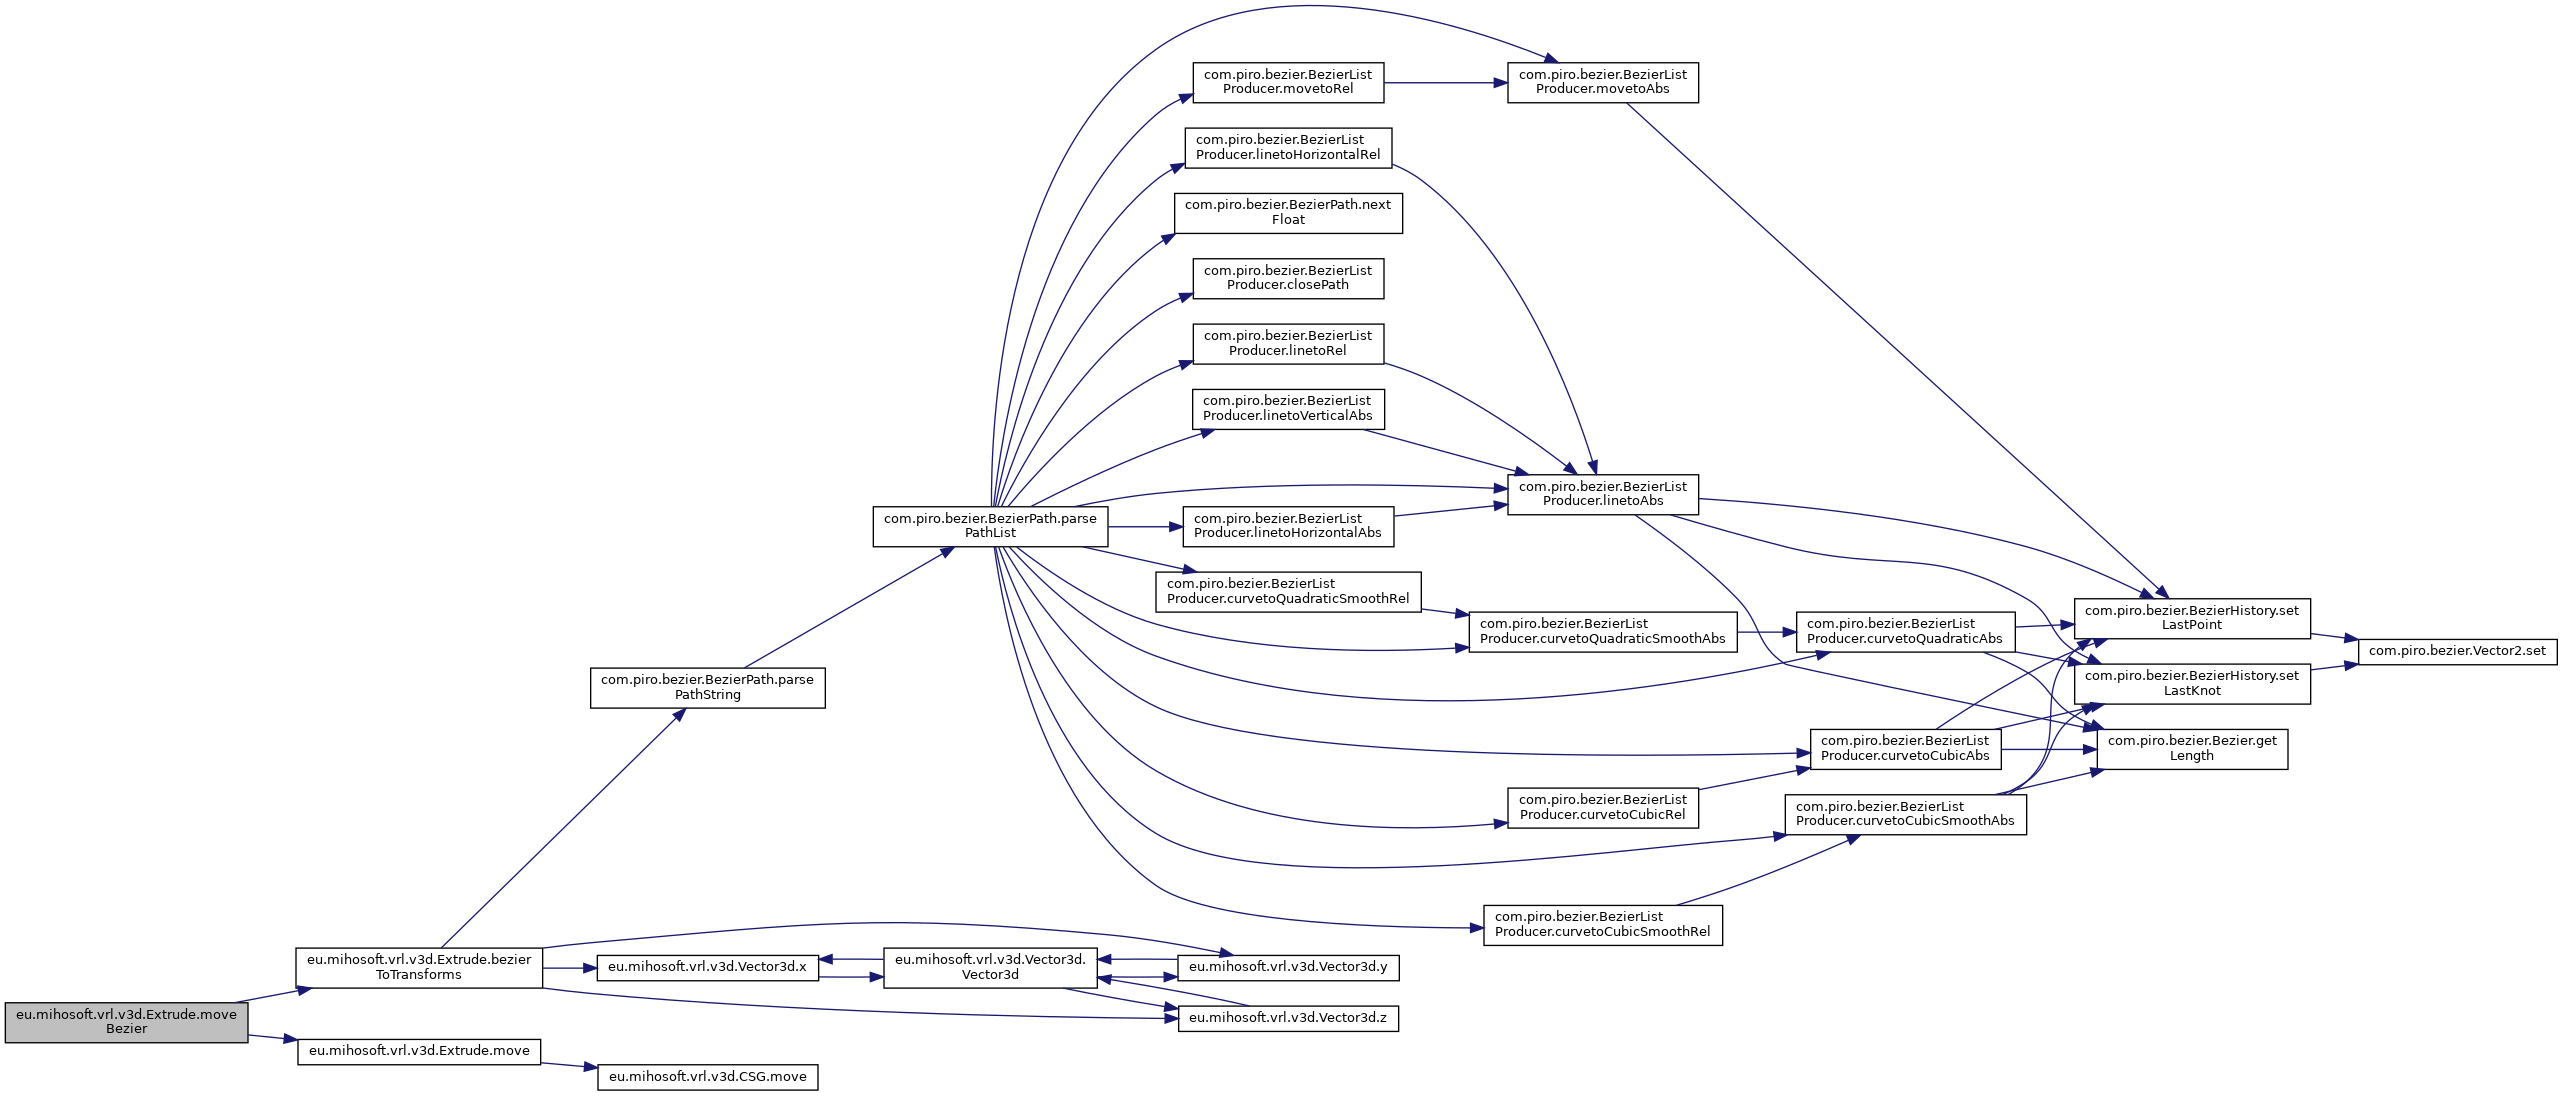 com.piro.bezier.BezierList
Producer.movetoRel
com.piro.bezier.BezierList
Producer.movetoAbs
com.piro.bezier.BezierList
Producer.linetoHorizontalRel
com.piro.bezier.BezierPath.next
Float
com.piro.bezier.BezierList
Producer.closePath
com.piro.bezier.BezierList
Producer.linetoRel
com.piro.bezier.BezierList
Producer.linetoVerticalAbs
com.piro.bezier.BezierList
Producer.linetoAbs
com.piro.bezier.BezierPath.parse
PathList
com.piro.bezier.BezierList
Producer.linetoHorizontalAbs
com.piro.bezier.BezierList
Producer.curvetoQuadraticSmoothRel
com.piro.bezier.BezierList
Producer.curvetoQuadraticSmoothAbs
com.piro.bezier.BezierList
Producer.curvetoQuadraticAbs
com.piro.bezier.BezierHistory.set
LastPoint
com.piro.bezier.Vector2.set
com.piro.bezier.BezierHistory.set
LastKnot
com.piro.bezier.BezierPath.parse
PathString
com.piro.bezier.BezierList
Producer.curvetoCubicAbs
com.piro.bezier.Bezier.get
Length
com.piro.bezier.BezierList
Producer.curvetoCubicRel
com.piro.bezier.BezierList
Producer.curvetoCubicSmoothAbs
com.piro.bezier.BezierList
Producer.curvetoCubicSmoothRel
eu.mihosoft.vrl.v3d.Extrude.bezier
ToTransforms
eu.mihosoft.vrl.v3d.Vector3d.x
eu.mihosoft.vrl.v3d.Vector3d.
Vector3d
eu.mihosoft.vrl.v3d.Vector3d.y
eu.mihosoft.vrl.v3d.Vector3d.z
eu.mihosoft.vrl.v3d.Extrude.move
Bezier
eu.mihosoft.vrl.v3d.Extrude.move
eu.mihosoft.vrl.v3d.CSG.move